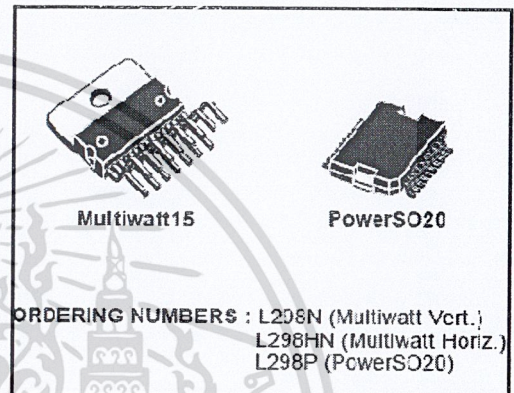 Multiwatt15 PowerSO20
ORDERING NUMBERS : L298N (Multiwatt Vert.)
L298HN (Multiwatt Horiz.)
L298P (PowerSO20)